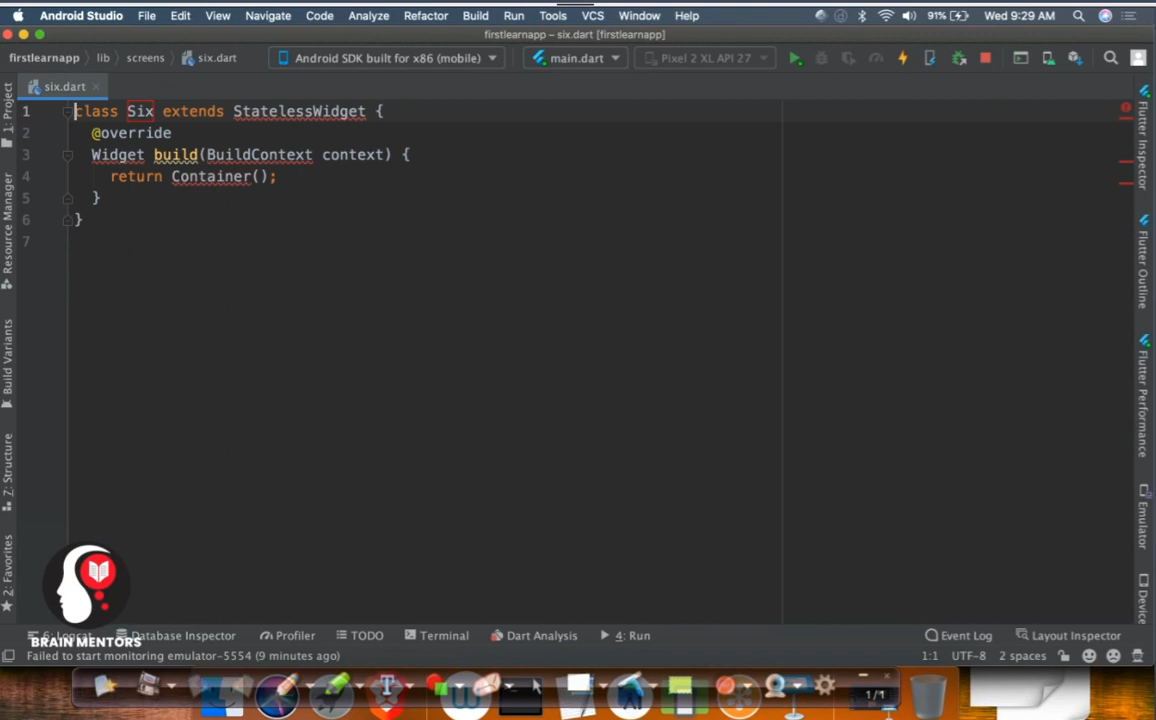 Android Studio File Edit View Navigate Code Analyze Refactor Build Run Tools VCS Window Help 91% Wed 9:29 AM
firstlearnapp – six.dart [firstlearnapp]
firstlearnapp lib screens six.dart Android SDK built for x86 (mobile) main.dart Pixel 2 XL API 27
six.dart
1 class Six extends StatelessWidget {
2 @override
3 Widget build(BuildContext context) {
4 return Container();
5 }
6 }
7
1: Project
Resource Manager
Build Variants
Z: Structure
2: Favorites
Flutter Inspector
Flutter Outline
Flutter Performance
Emulator
Device
BRAIN MENTORS
6: Logcat Database Inspector Profiler TODO Terminal Dart Analysis 4: Run Event Log Layout Inspector
Failed to start monitoring emulator-5554 (9 minutes ago) 1:1 UTF-8 2 spaces
1/1